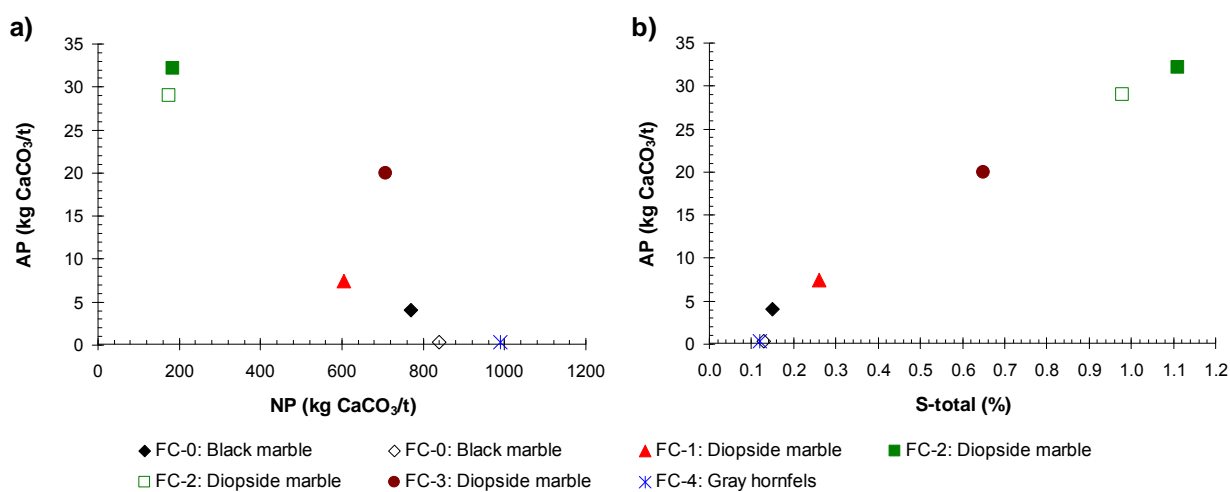 a)
35
30
25
20
15
10
5
0
AP (kg CaCO₃/t)
0 200 400 600 800 1000 1200
NP (kg CaCO₃/t)
b)
35
30
25
20
15
10
5
0
AP (kg CaCO₃/t)
0.0 0.1 0.2 0.3 0.4 0.5 0.6 0.7 0.8 0.9 1.0 1.1 1.2
S-total (%)
FC-0: Black marble FC-0: Black marble FC-1: Diopside marble FC-2: Diopside marble
FC-2: Diopside marble FC-3: Diopside marble FC-4: Gray hornfels